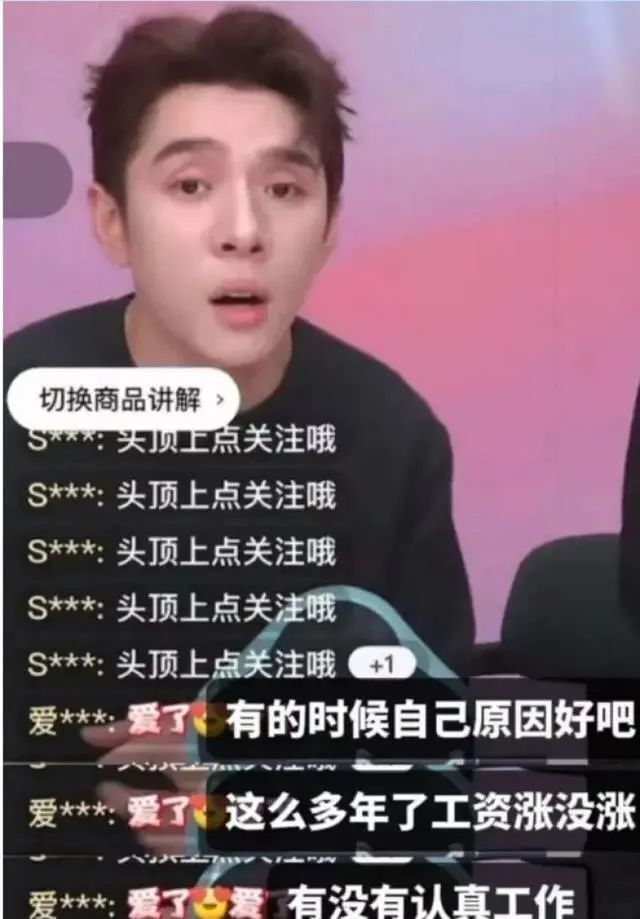 切换商品讲解 ›
S***: 头顶上点关注哦
S***: 头顶上点关注哦
S***: 头顶上点关注哦
S***: 头顶上点关注哦
S***: 头顶上点关注哦 +1
爱***: 爱了😍 有的时候自己原因好吧
爱***: 爱了😍 这么多年了工资涨没涨
爱***: 爱了😍爱 有没有认真工作